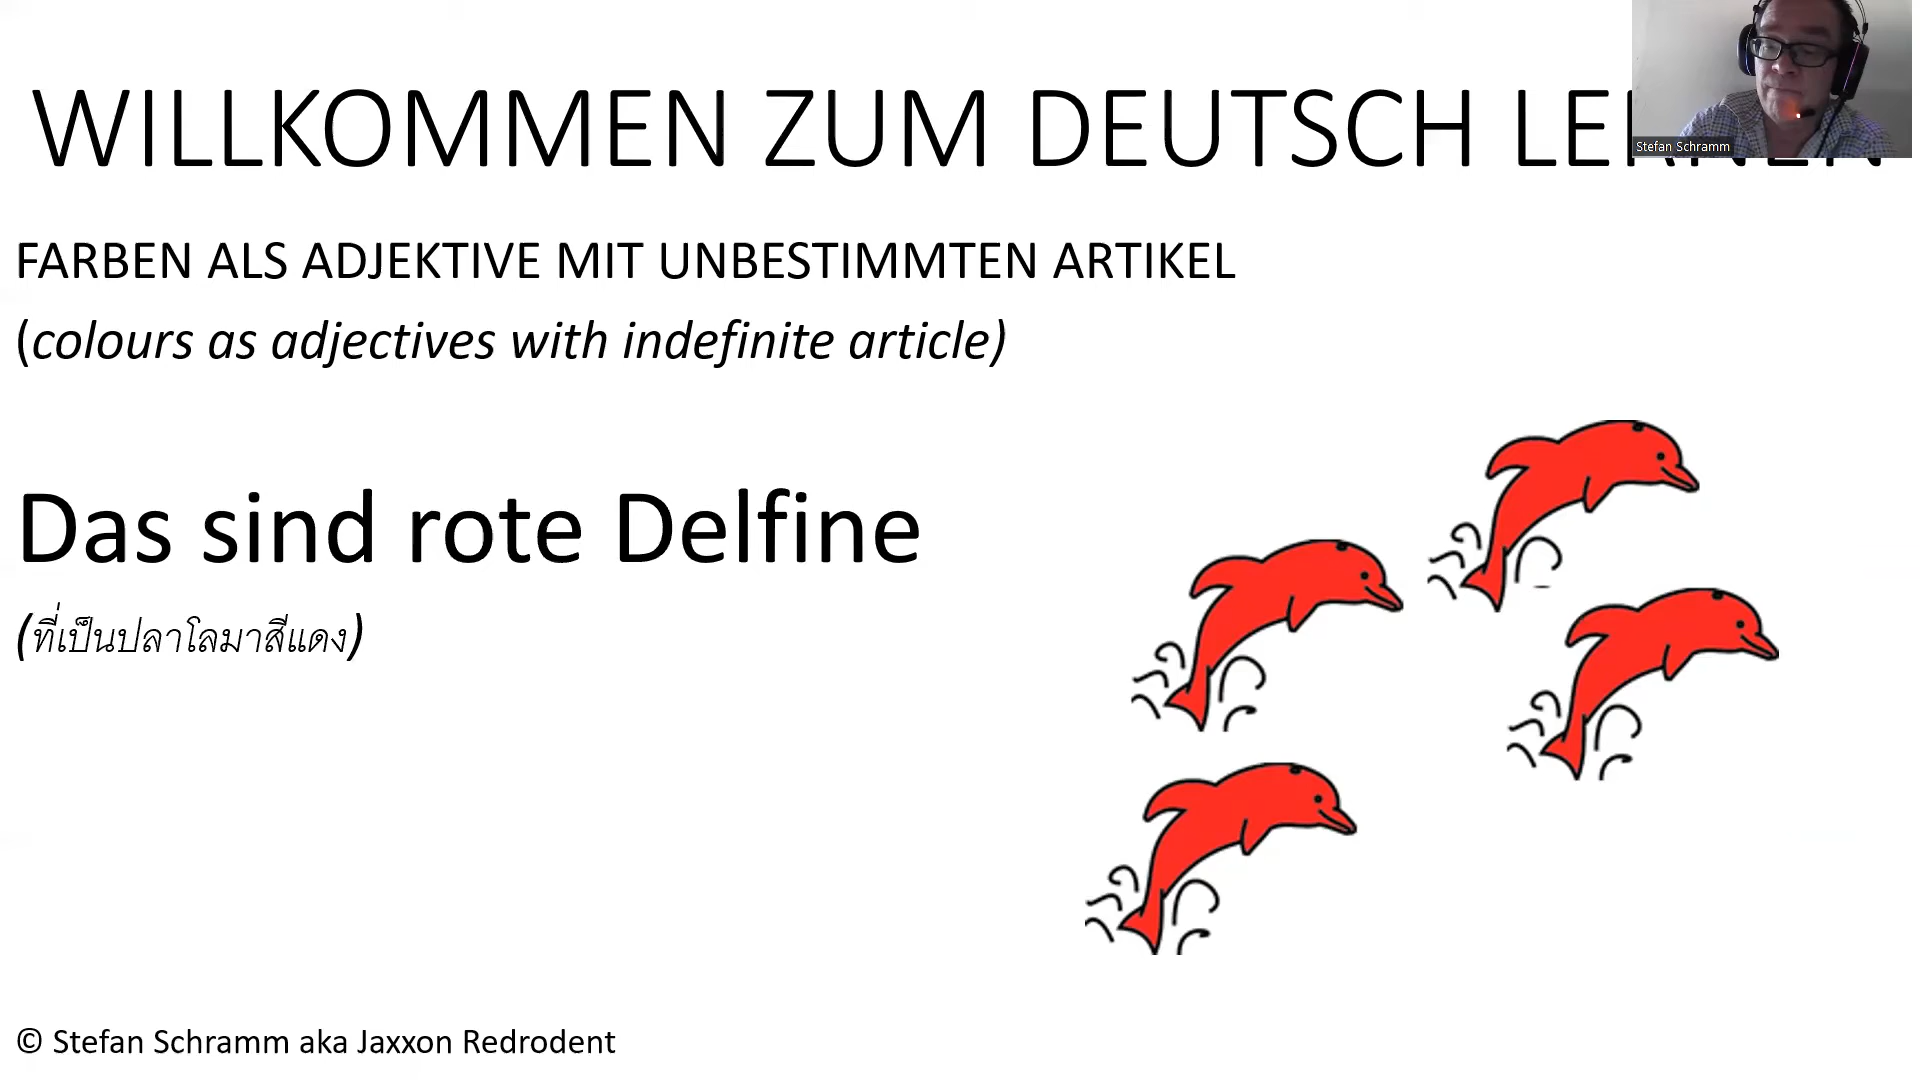 WILLKOMMEN ZUM DEUTSCH
Stefan Schramm
FARBEN ALS ADJEKTIVE MIT UNBESTIMMTEN ARTIKEL
(colours as adjectives with indefinite article)
Das sind rote Delfine
(ที่เป็นปลาโลมาสีแดง)
© Stefan Schramm aka Jaxxon Redrodent